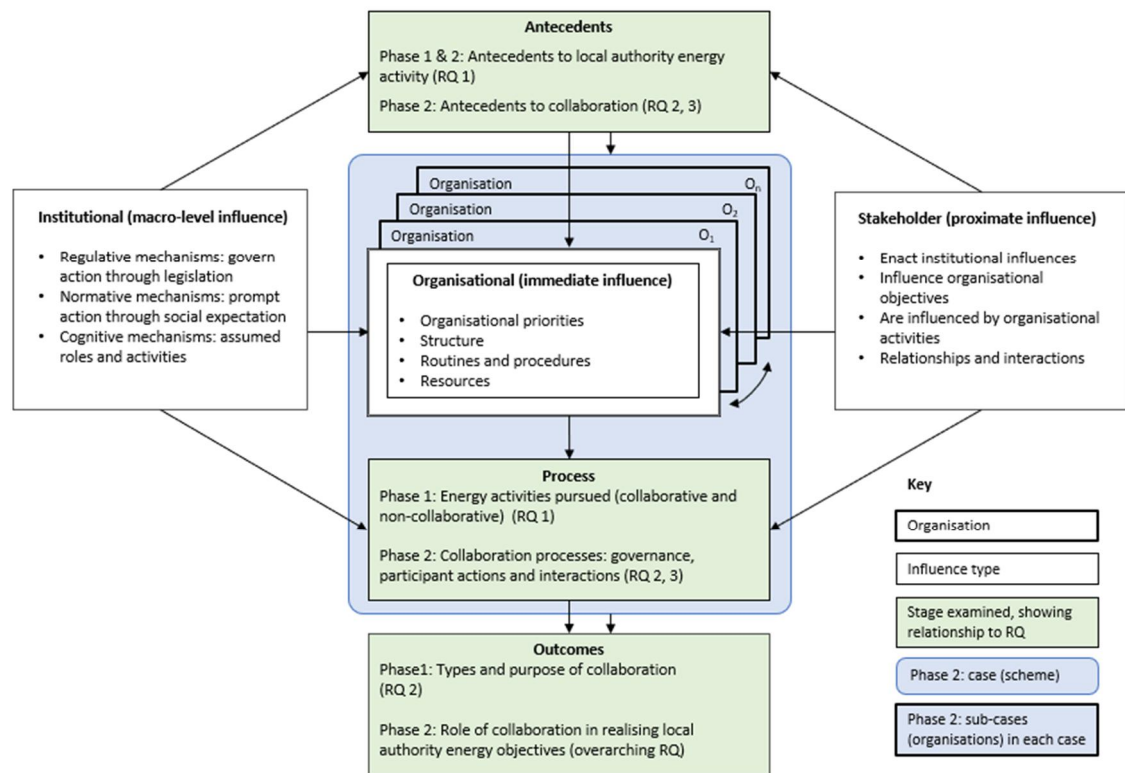 Antecedents
Phase 1 & 2: Antecedents to local authority energy
activity (RQ 1)
Phase 2: Antecedents to collaboration (RQ 2, 3)
Institutional (macro-level influence)
• Regulative mechanisms: govern
action through legislation
• Normative mechanisms: prompt
action through social expectation
• Cognitive mechanisms: assumed
roles and activities
Organisation On
Organisation O2
Organisation O1
Organisational (immediate influence)
• Organisational priorities
• Structure
• Routines and procedures
• Resources
Stakeholder (proximate influence)
• Enact institutional influences
• Influence organisational
objectives
• Are influenced by organisational
activities
• Relationships and interactions
Process
Phase 1: Energy activities pursued (collaborative and
non-collaborative) (RQ 1)
Phase 2: Collaboration processes: governance,
participant actions and interactions (RQ 2, 3)
Outcomes
Phase1: Types and purpose of collaboration
(RQ 2)
Phase 2: Role of collaboration in realising local
authority energy objectives (overarching RQ)
Key
Organisation
Influence type
Stage examined, showing
relationship to RQ
Phase 2: case (scheme)
Phase 2: sub-cases
(organisations) in each case